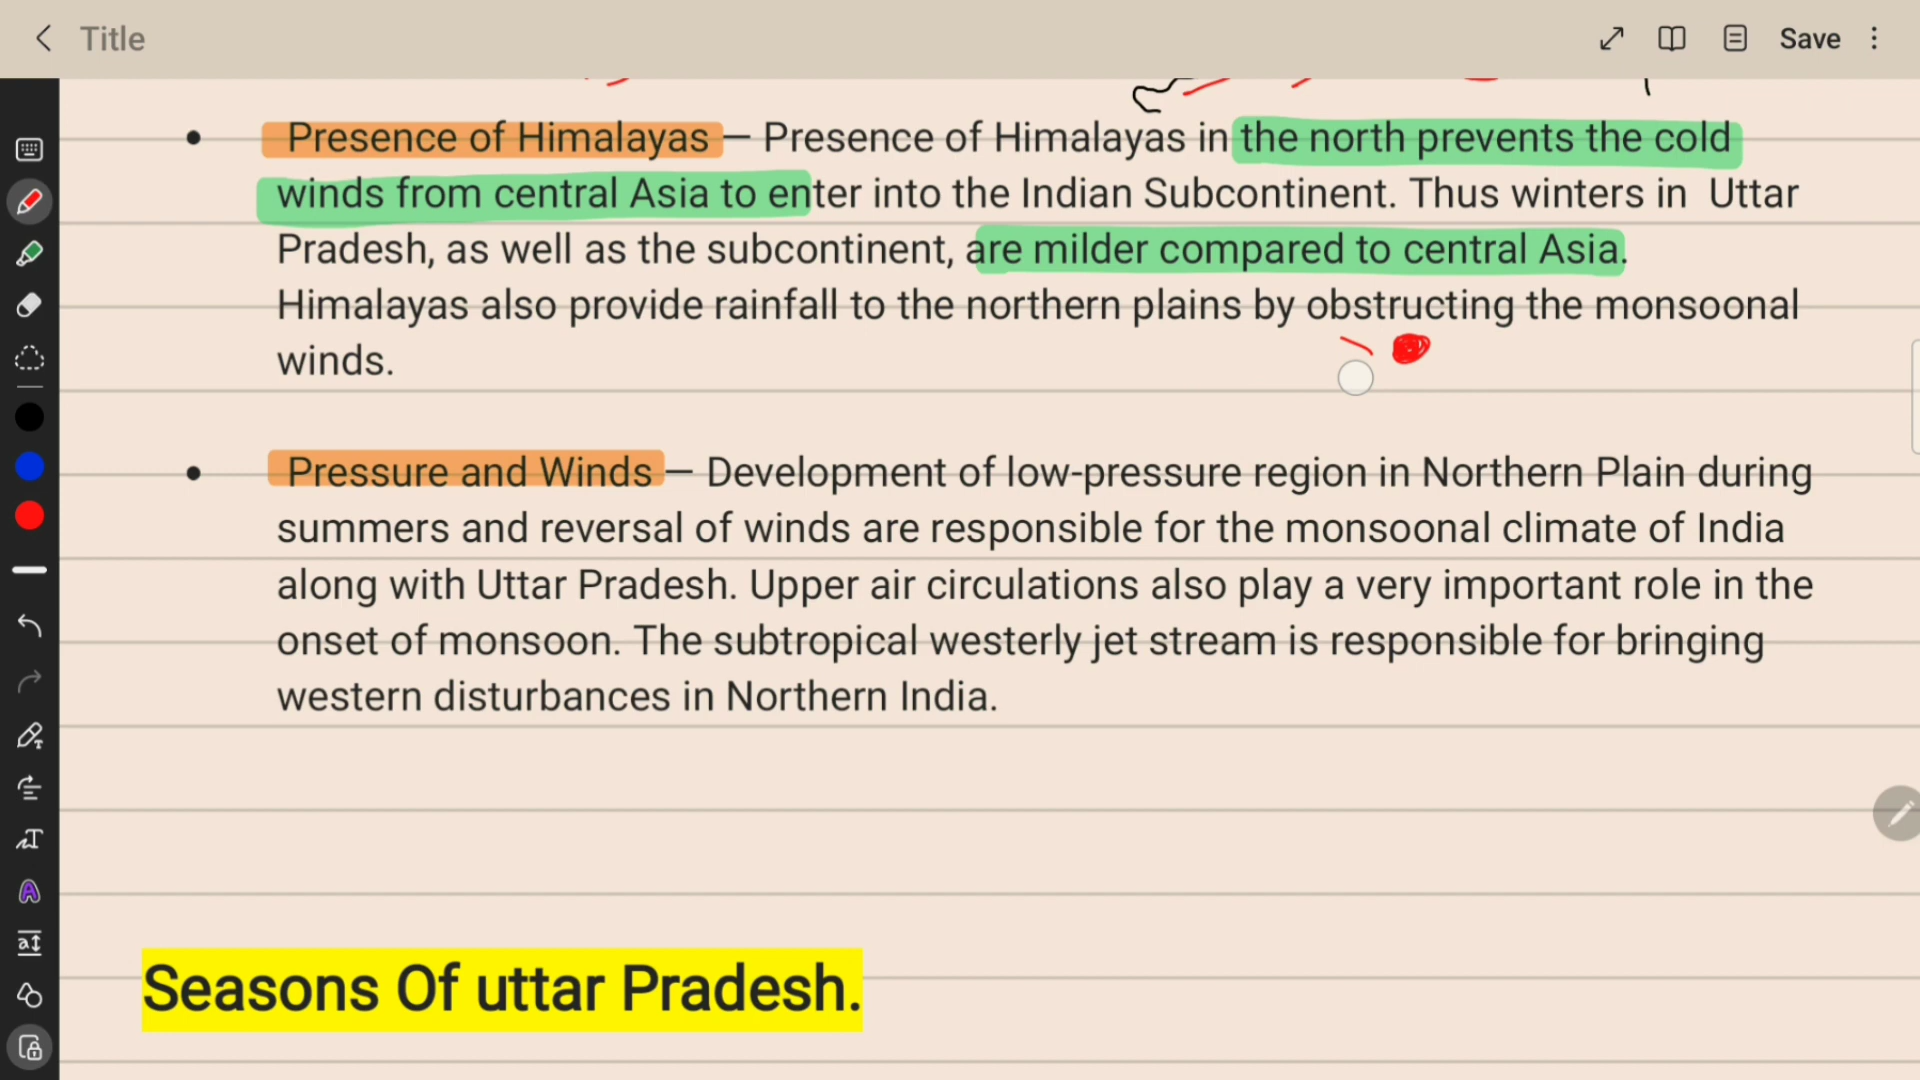 Title
Save
• Presence of Himalayas – Presence of Himalayas in the north prevents the cold
winds from central Asia to enter into the Indian Subcontinent. Thus winters in Uttar
Pradesh, as well as the subcontinent, are milder compared to central Asia.
Himalayas also provide rainfall to the northern plains by obstructing the monsoonal
winds.
• Pressure and Winds – Development of low-pressure region in Northern Plain during
summers and reversal of winds are responsible for the monsoonal climate of India
along with Uttar Pradesh. Upper air circulations also play a very important role in the
onset of monsoon. The subtropical westerly jet stream is responsible for bringing
western disturbances in Northern India.
Seasons Of uttar Pradesh.